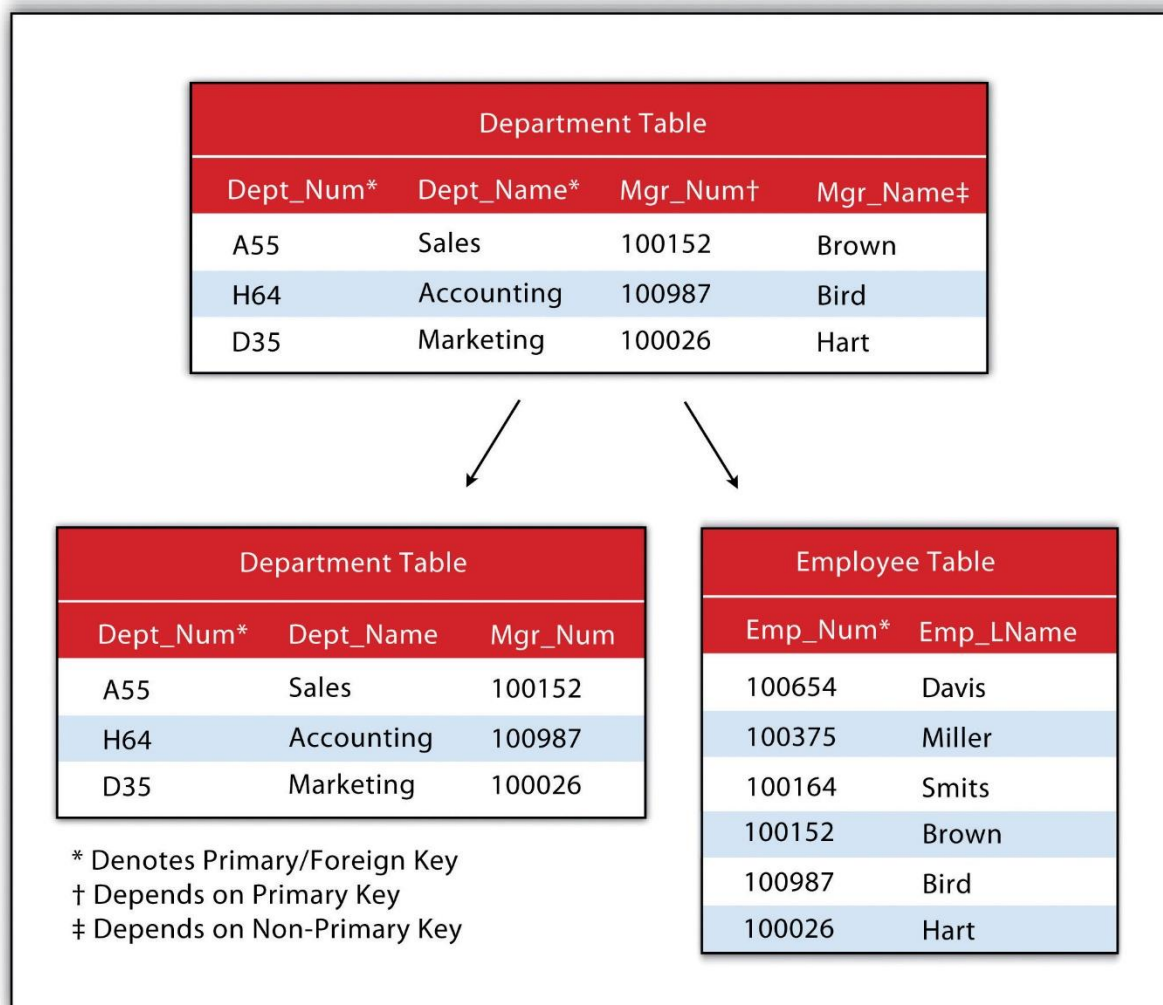 Department Table
Dept_Num* Dept_Name* Mgr_Num† Mgr_Name‡
A55 Sales 100152 Brown
H64 Accounting 100987 Bird
D35 Marketing 100026 Hart
Department Table
Dept_Num* Dept_Name Mgr_Num
A55 Sales 100152
H64 Accounting 100987
D35 Marketing 100026
* Denotes Primary/Foreign Key
† Depends on Primary Key
‡ Depends on Non-Primary Key
Employee Table
Emp_Num* Emp_LName
100654 Davis
100375 Miller
100164 Smits
100152 Brown
100987 Bird
100026 Hart